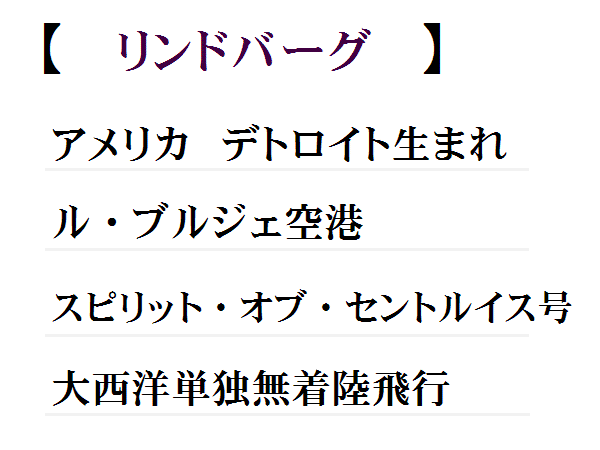 【　リンドバーグ　】
アメリカ　デトロイト生まれ
ル・ブルジェ空港
スピリット・オブ・セントルイス号
大西洋単独無着陸飛行